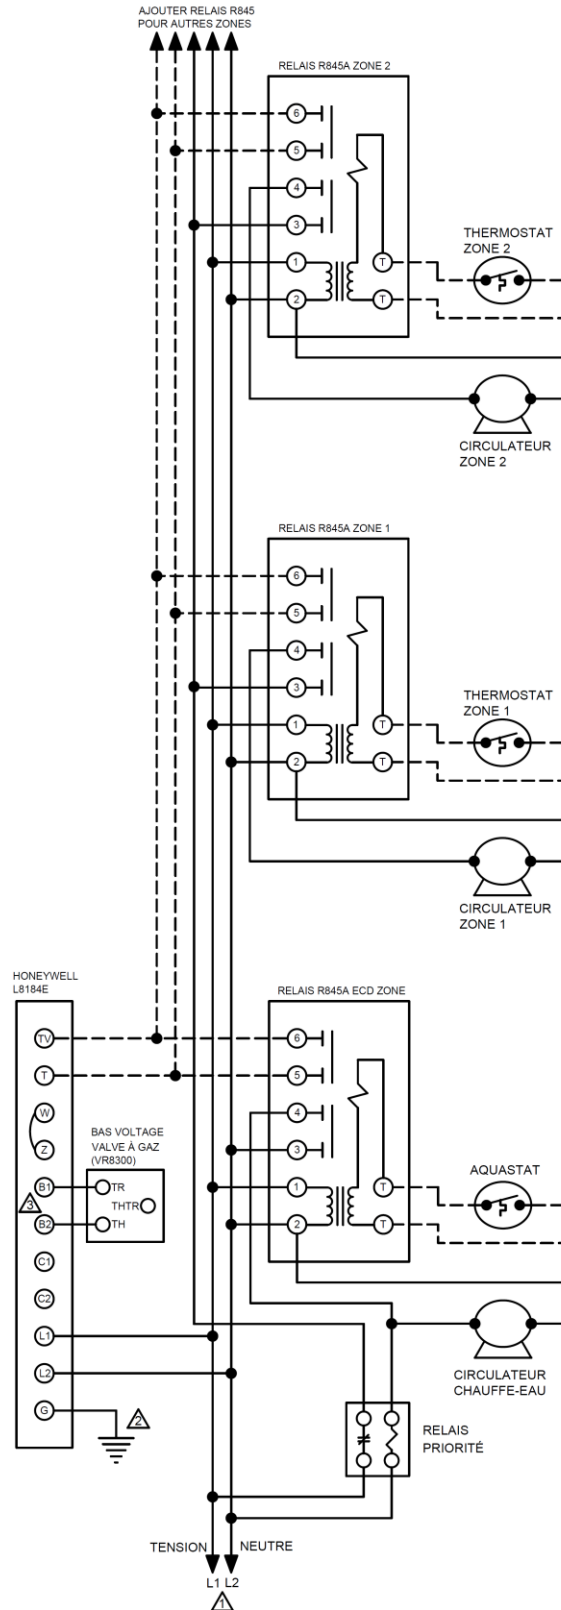 AJOUTER RELAIS R845
POUR AUTRES ZONES
RELAIS R845A ZONE 2
6
5
4
3
1
T
2
T
THERMOSTAT
ZONE 2
CIRCULATEUR
ZONE 2
RELAIS R845A ZONE 1
6
5
4
3
1
T
2
T
THERMOSTAT
ZONE 1
CIRCULATEUR
ZONE 1
HONEYWELL
L8184E
RELAIS R845A ECD ZONE
TV
T
W
Z
B1
B2
C1
C2
L1
L2
G
3
2
BAS VOLTAGE
VALVE À GAZ
(VR8300)
TR
THTR
TH
6
5
4
3
1
T
2
T
AQUASTAT
CIRCULATEUR
CHAUFFE-EAU
RELAIS
PRIORITÉ
TENSION
NEUTRE
L1 L2
1